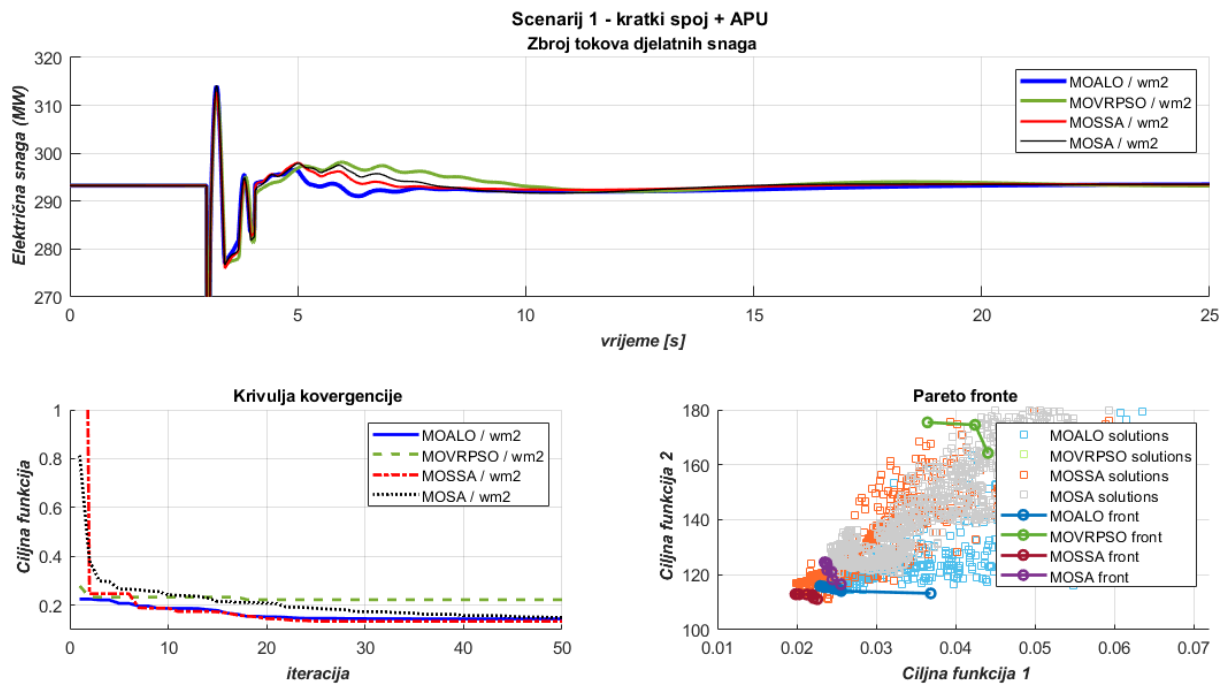 Scenarij 1 - kratki spoj + APU
Zbroj tokova djelatnih snaga
Električna snaga (MW)
320
310
300
290
280
270
0
5
10
15
20
25
vrijeme [s]
MOALO / wm2
MOVRPSO / wm2
MOSSA / wm2
MOSA / wm2
Krivulja kovergencije
Ciljna funkcija
1
0.8
0.6
0.4
0.2
0
10
20
30
40
50
iteracija
MOALO / wm2
MOVRPSO / wm2
MOSSA / wm2
MOSA / wm2
Pareto fronte
Ciljna funkcija 2
180
160
140
120
100
0.01
0.02
0.03
0.04
0.05
0.06
0.07
Ciljna funkcija 1
MOALO solutions
MOVRPSO solutions
MOSSA solutions
MOSA solutions
MOALO front
MOVRPSO front
MOSSA front
MOSA front